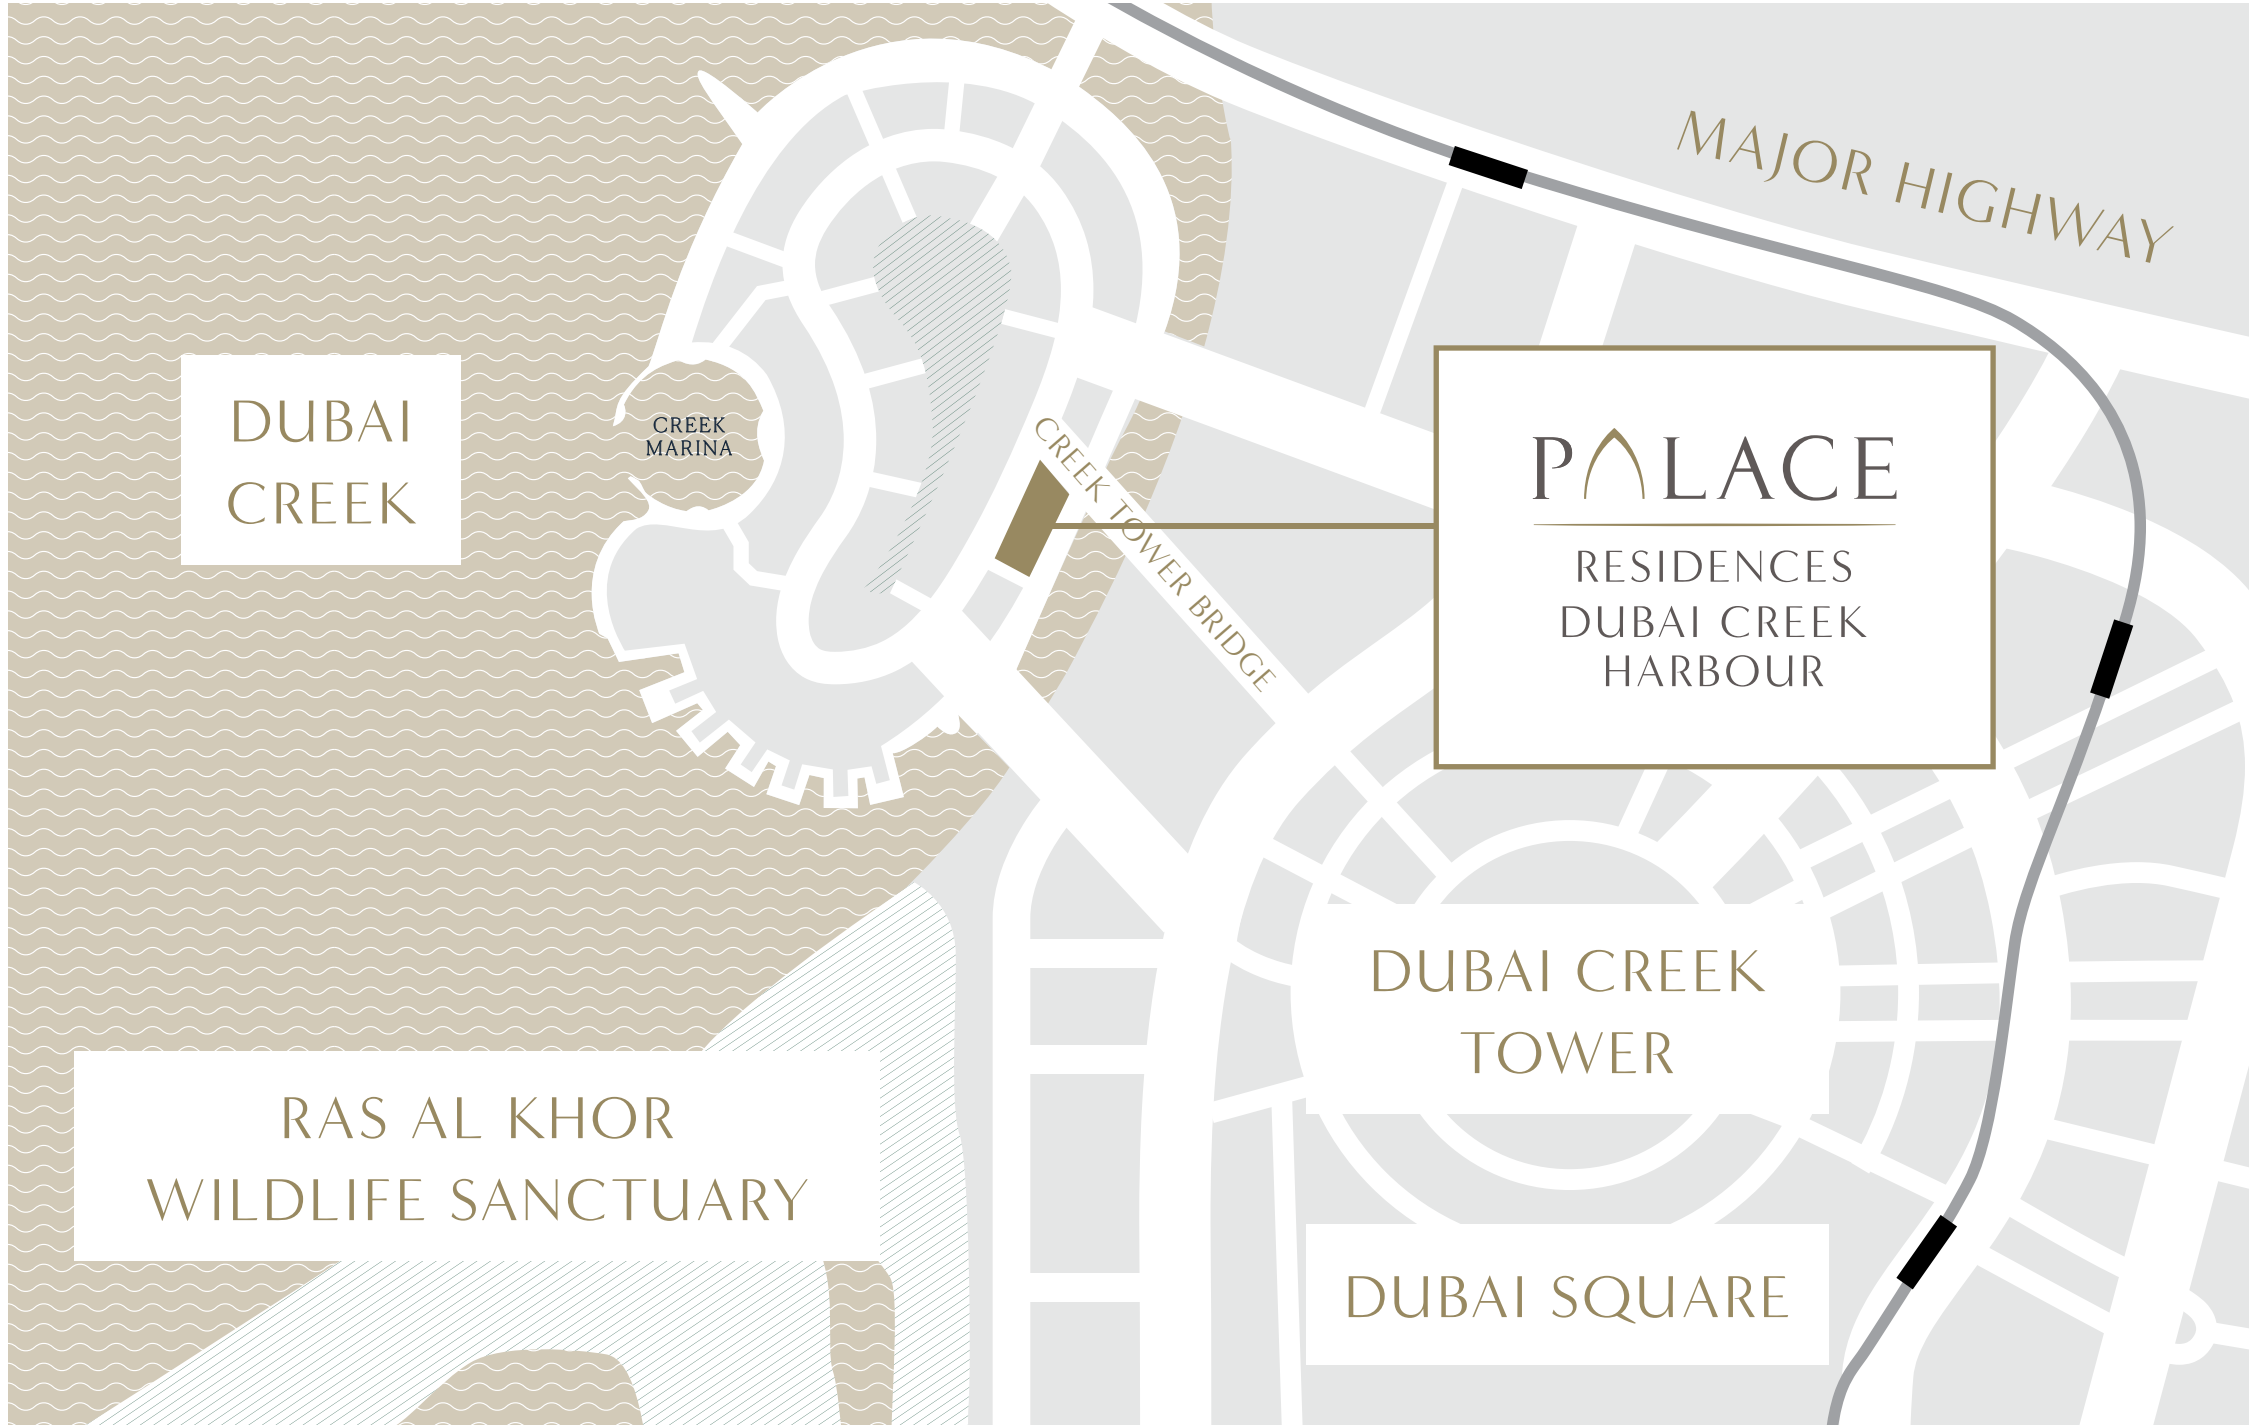 MAJOR HIGHWAY
DUBAI
CREEK
CREEK
MARINA
CREEK TOWER BRIDGE
PALACE
RESIDENCES
DUBAI CREEK
HARBOUR
DUBAI CREEK
TOWER
RAS AL KHOR
WILDLIFE SANCTUARY
DUBAI SQUARE